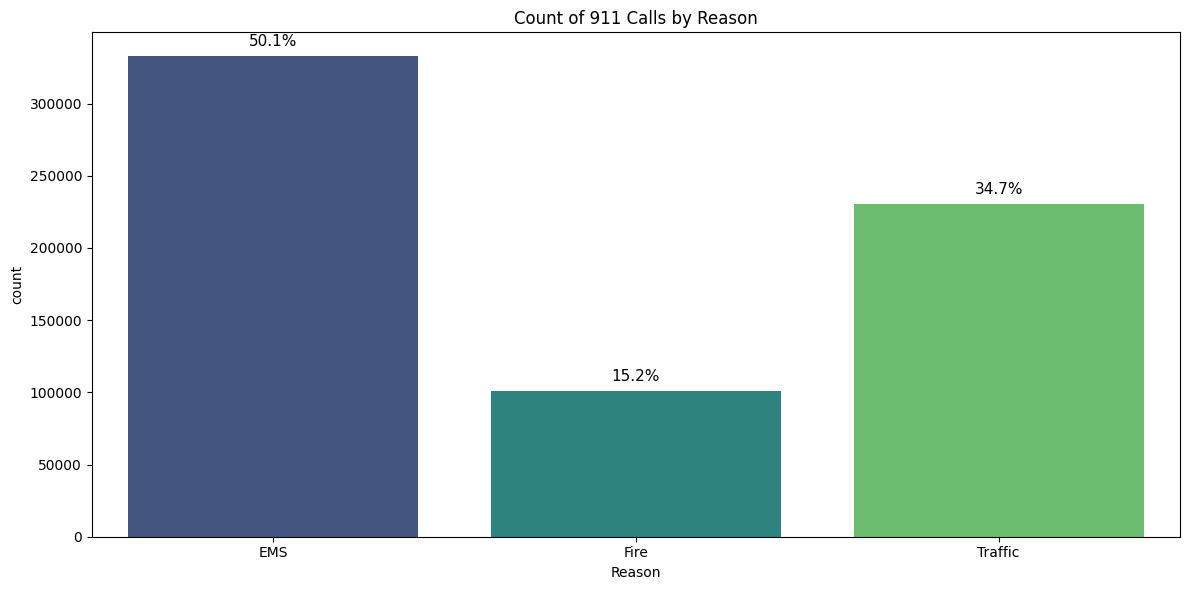 Count of 911 Calls by Reason
50.1%
34.7%
15.2%
300000
250000
200000
150000
100000
50000
0
count
EMS
Fire
Traffic
Reason